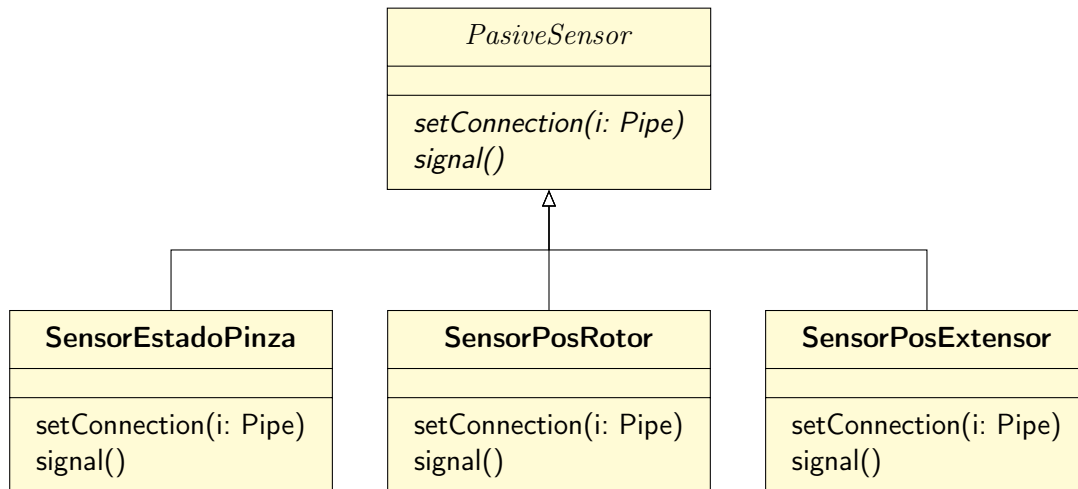 PasiveSensor
setConnection(i: Pipe)
signal()
SensorEstadoPinza
setConnection(i: Pipe)
signal()
SensorPosRotor
setConnection(i: Pipe)
signal()
SensorPosExtensor
setConnection(i: Pipe)
signal()